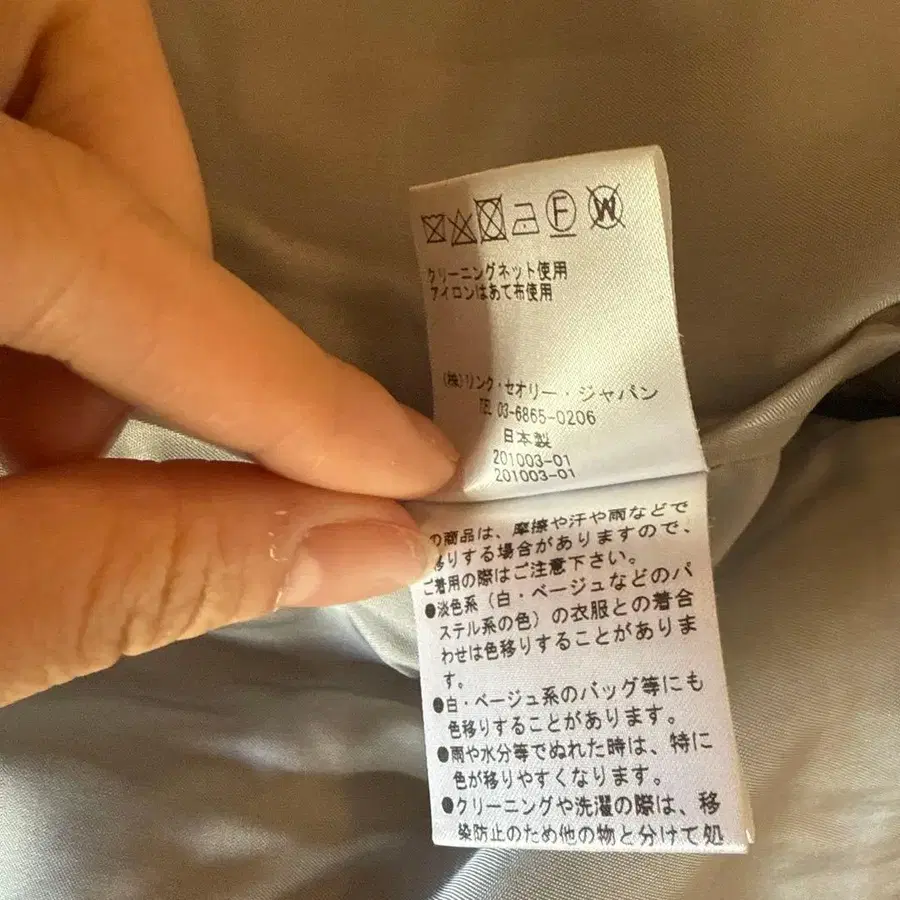 F W
クリーニングネット使用
アイロンはあて布使用
(株)リンク・セオリー・ジャパン
TEL 03-6865-0206
日本製
201003-01
201003-01
の商品は、摩擦や汗や雨などで
移りする場合がありますので、
ご着用の際はご注意下さい。
●淡色系(白・ベージュなどのパ
ステル系の色)の衣服との着合
わせは色移りすることがありま
す。
●白・ベージュ系のバッグ等にも
色移りすることがあります。
●雨や水分等でぬれた時は、特に
色が移りやすくなります。
●クリーニングや洗濯の際は、移
染防止のため他の物と分けて処